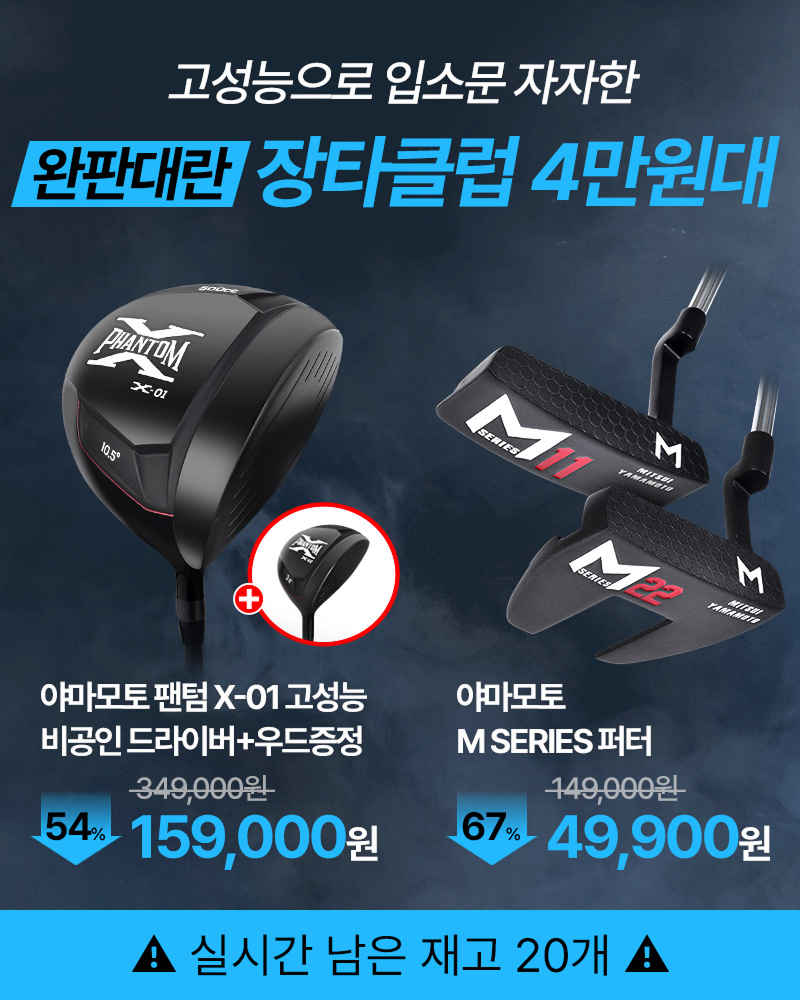 고성능으로 입소문 자자한
완판대란 장타클럽 4만원대
500cc
PHANTOM
X-01
10.5°
PHANTOM
M
SERIES
11
M
MITSUI
YAMAMOTO
M
SERIES
22
M
MITSUI
YAMAMOTO
야마모토 팬텀 X-01 고성능
비공인 드라이버+우드증정
349,000원
54%
159,000원
야마모토
M SERIES 퍼터
149,000원
67%
49,900원
실시간 남은 재고 20개